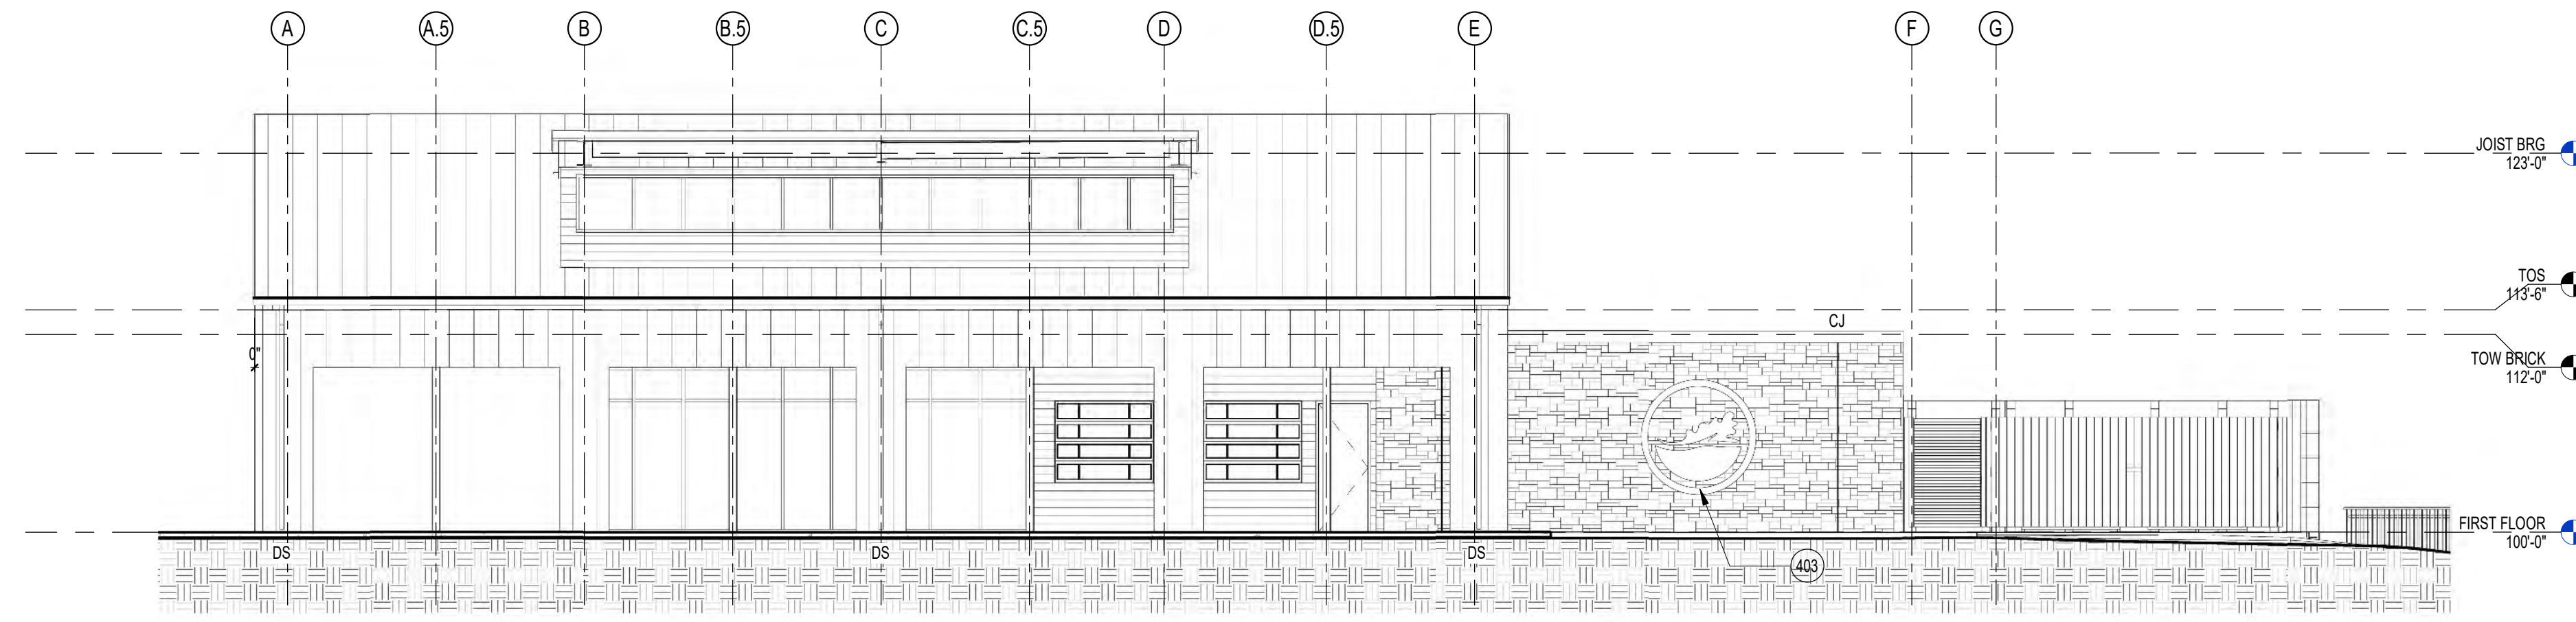 A
A.5
B
B.5
C
C.5
D
D.5
E
F
G
JOIST BRG
123'-0"
TOS
113'-6"
CJ
0"
TOW BRICK
112'-0"
FIRST FLOOR
100'-0"
DS
DS
DS
403